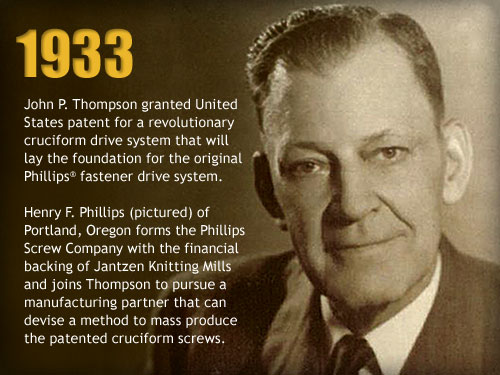 1933
John P. Thompson granted United
States patent for a revolutionary
cruciform drive system that will
lay the foundation for the original
Phillips® fastener drive system.
Henry F. Phillips (pictured) of
Portland, Oregon forms the Phillips
Screw Company with the financial
backing of Jantzen Knitting Mills
and joins Thompson to pursue a
manufacturing partner that can
devise a method to mass produce
the patented cruciform screws.